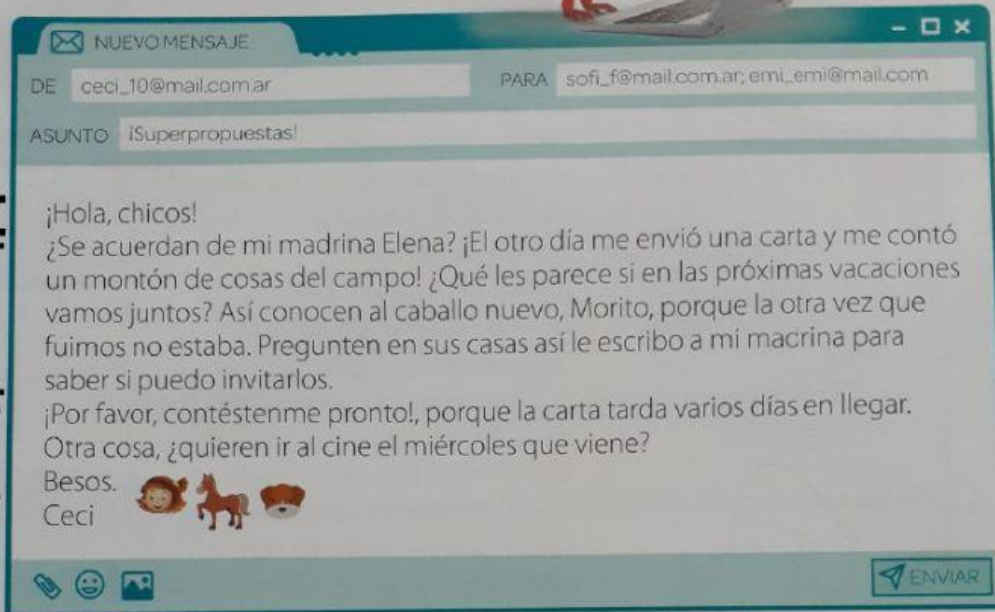 NUEVO MENSAJE
DE ceci_10@mail.com.ar PARA sofi_f@mail.com.ar; emi_emi@mail.com
ASUNTO ¡Superpropuestas!
¡Hola, chicos!
¿Se acuerdan de mi madrina Elena? ¡El otro día me envió una carta y me contó
un montón de cosas del campo! ¿Qué les parece si en las próximas vacaciones
vamos juntos? Así conocen al caballo nuevo, Morito, porque la otra vez que
fuimos no estaba. Pregunten en sus casas así le escribo a mi madrina para
saber si puedo invitarlos.
¡Por favor, contéstenme pronto!, porque la carta tarda varios días en llegar.
Otra cosa, ¿quieren ir al cine el miércoles que viene?
Besos.
Ceci
ENVIAR